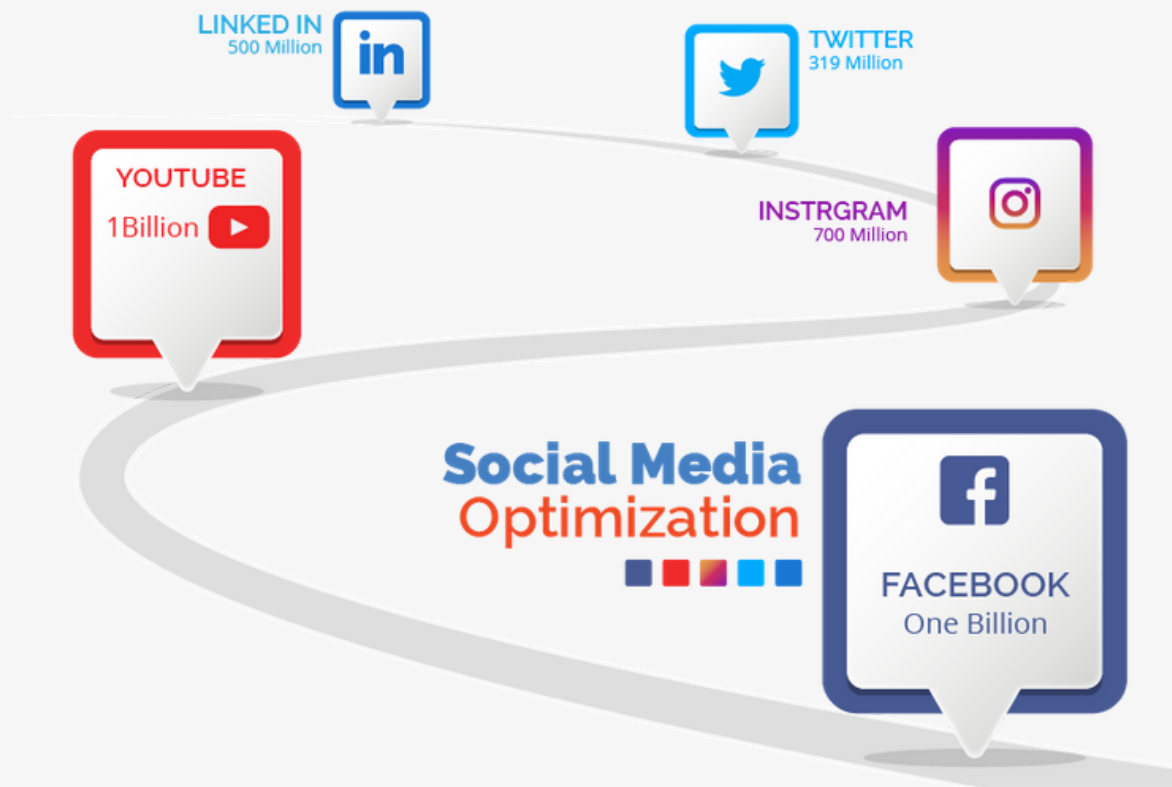 LINKED IN
500 Million
in
TWITTER
319 Million
YOUTUBE
1Billion
INSTRGRAM
700 Million
Social Media
Optimization
f
FACEBOOK
One Billion